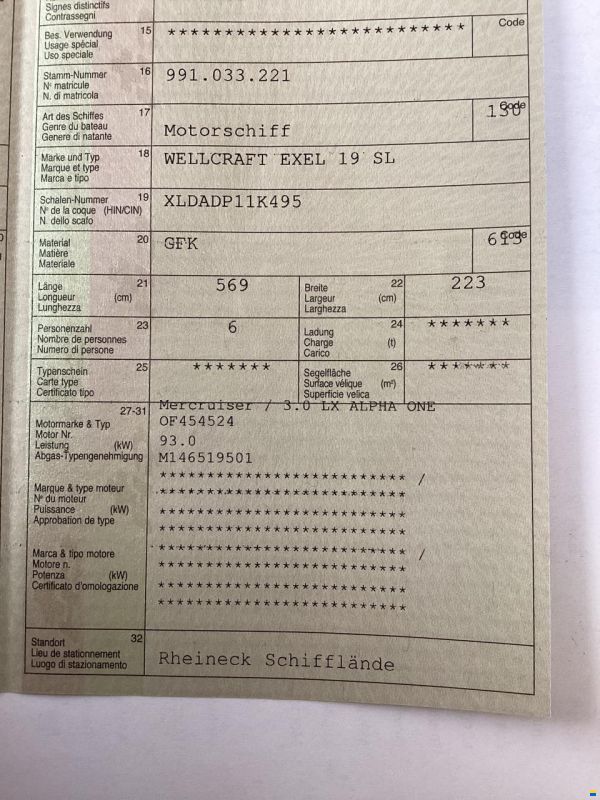 Signes distinctifs
Contrassegni
Bes. Verwendung 15 **************************
Usage spécial Code
Uso speciale
Stamm-Nummer 16 991.033.221
Nº matricule
N. di matricola
Art des Schiffes 17 Code
Genre du bateau 130
Genere di natante Motorschiff
Marke und Typ 18 WELLCRAFT EXEL 19 SL
Marque et type
Marca e tipo
Schalen-Nummer 19 XLDADP11K495
Nº de la coque (HIN/CIN)
N. dello scafo
Material 20 GFK 613 Code
Matière
Materiale
Länge 21 569 Breite 22 223
Longueur (cm) Largeur (cm)
Lunghezza Larghezza
Personenzahl 23 6 Ladung 24 *******
Nombre de personnes Charge (t)
Numero di persone Carico
Typenschein 25 ******* Segelfläche 26 *******
Carte type Surface vélique (m²)
Certificato tipo Superficie velica
27-31 Mercruiser / 3.0 LX ALPHA ONE
Motormarke & Typ OF454524
Motor Nr.
Leistung (kW) 93.0
Abgas-Typengenehmigung M146519501
************************** /
Marque & type moteur **************************
Nº du moteur
Puissance (kW) **************************
Approbation de type **************************
Marca & tipo motore ************************** /
Motore n. **************************
Potenza (kW)
Certificato d'omologazione **************************
**************************
Standort 32
Lieu de stationnement Rheineck Schifflände
Luogo di stazionamento